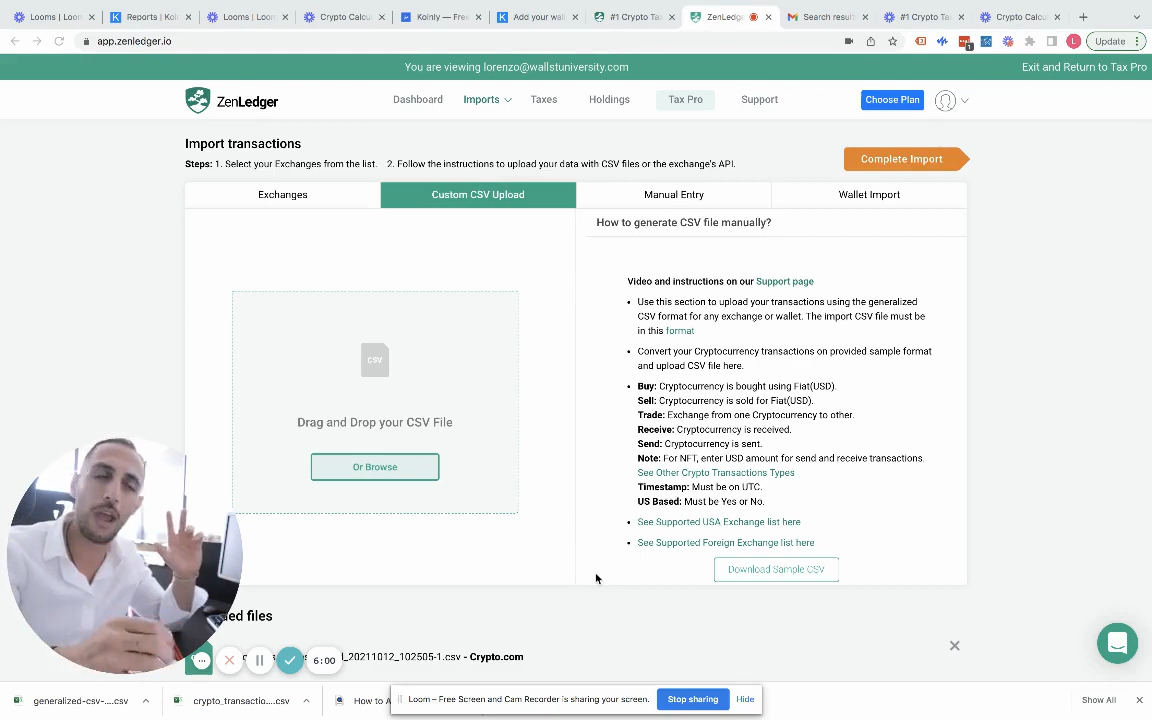 Looms | Loom
Reports | Koin
Looms | Loom
Crypto Calcu
Koinly — Free
Add your wall
#1 Crypto Tax
ZenLedger
Search result
#1 Crypto Tax
Crypto Calcu
app.zenledger.io
1
L
Update
You are viewing lorenzo@wallstuniversity.com
Exit and Return to Tax Pro
ZenLedger
Dashboard
Imports
Taxes
Holdings
Tax Pro
Support
Choose Plan
Import transactions
Steps: 1. Select your Exchanges from the list. 2. Follow the instructions to upload your data with CSV files or the exchange's API.
Complete Import
Exchanges
Custom CSV Upload
Manual Entry
Wallet Import
How to generate CSV file manually?
CSV
Drag and Drop your CSV File
Or Browse
Video and instructions on our Support page
Use this section to upload your transactions using the generalized
CSV format for any exchange or wallet. The import CSV file must be
in this format
Convert your Cryptocurrency transactions on provided sample format
and upload CSV file here.
Buy: Cryptocurrency is bought using Fiat(USD).
Sell: Cryptocurrency is sold for Fiat(USD).
Trade: Exchange from one Cryptocurrency to other.
Receive: Cryptocurrency is received.
Send: Cryptocurrency is sent.
Note: For NFT, enter USD amount for send and receive transactions.
See Other Crypto Transactions Types
Timestamp: Must be on UTC.
US Based: Must be Yes or No.
See Supported USA Exchange list here
See Supported Foreign Exchange list here
Download Sample CSV
files
_20211012_102505-1.csv - Crypto.com
6:00
generalized-csv-....csv
crypto_transactio....csv
How to A
Loom – Free Screen and Cam Recorder is sharing your screen.
Stop sharing
Hide
Show All